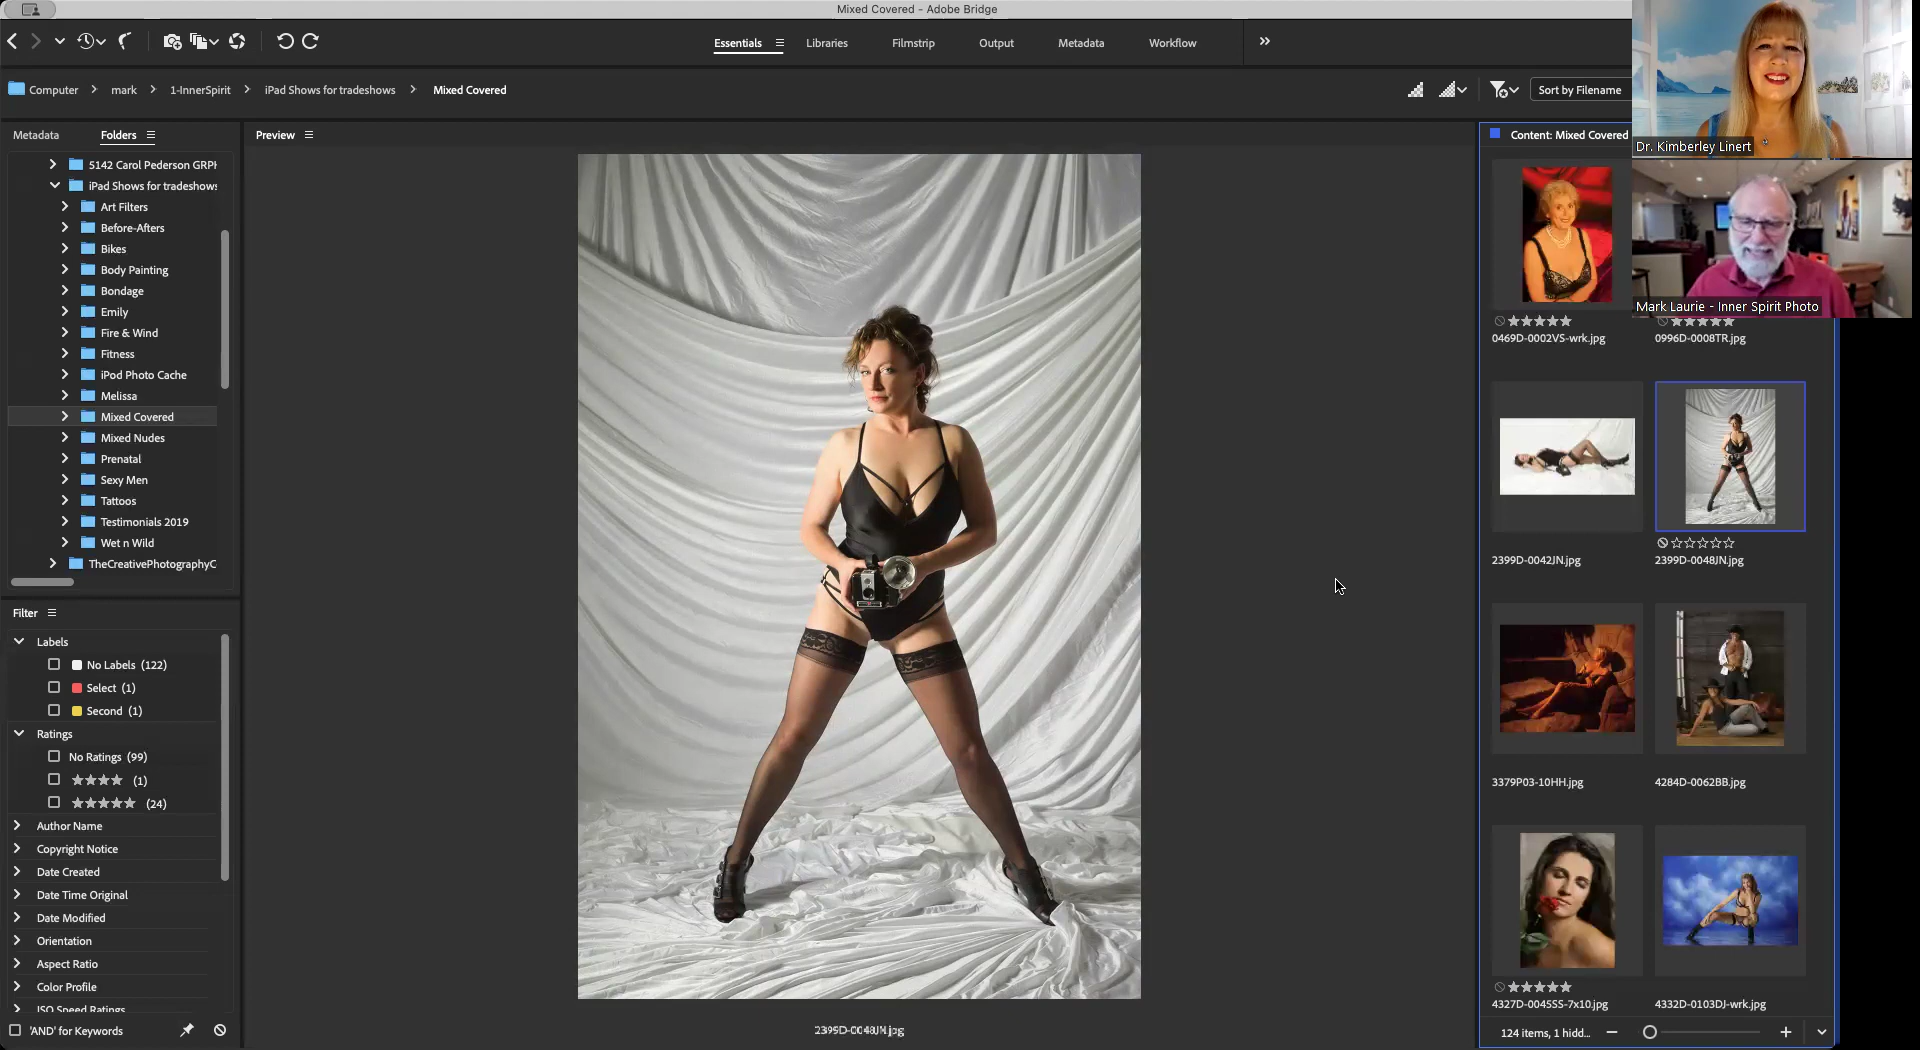 Mixed Covered - Adobe Bridge
Essentials
Libraries
Filmstrip
Output
Metadata
Workflow
Computer
mark
1-InnerSpirit
iPad Shows for tradeshows
Mixed Covered
Sort by Filename
Metadata
Folders
5142 Carol Pederson GRPH
iPad Shows for tradeshows
Art Filters
Before-Afters
Bikes
Body Painting
Bondage
Emily
Fire & Wind
Fitness
iPod Photo Cache
Melissa
Mixed Covered
Mixed Nudes
Prenatal
Sexy Men
Tattoos
Testimonials 2019
Wet n Wild
TheCreativePhotographyC
Filter
Labels
No Labels (122)
Select (1)
Second (1)
Ratings
No Ratings (99)
(1)
(24)
Author Name
Copyright Notice
Date Created
Date Time Original
Date Modified
Orientation
Aspect Ratio
Color Profile
ISO Speed Ratings
'AND' for Keywords
Preview
Content: Mixed Covered
Dr. Kimberley Linert
Mark Laurie - Inner Spirit Photo
0469D-0002VS-wrk.jpg
0996D-0008TR.jpg
2399D-0042JN.jpg
2399D-0048JN.jpg
3379P03-10HH.jpg
4284D-0062BB.jpg
4327D-0045SS-7x10.jpg
4332D-0103DJ-wrk.jpg
124 items, 1 hidd...